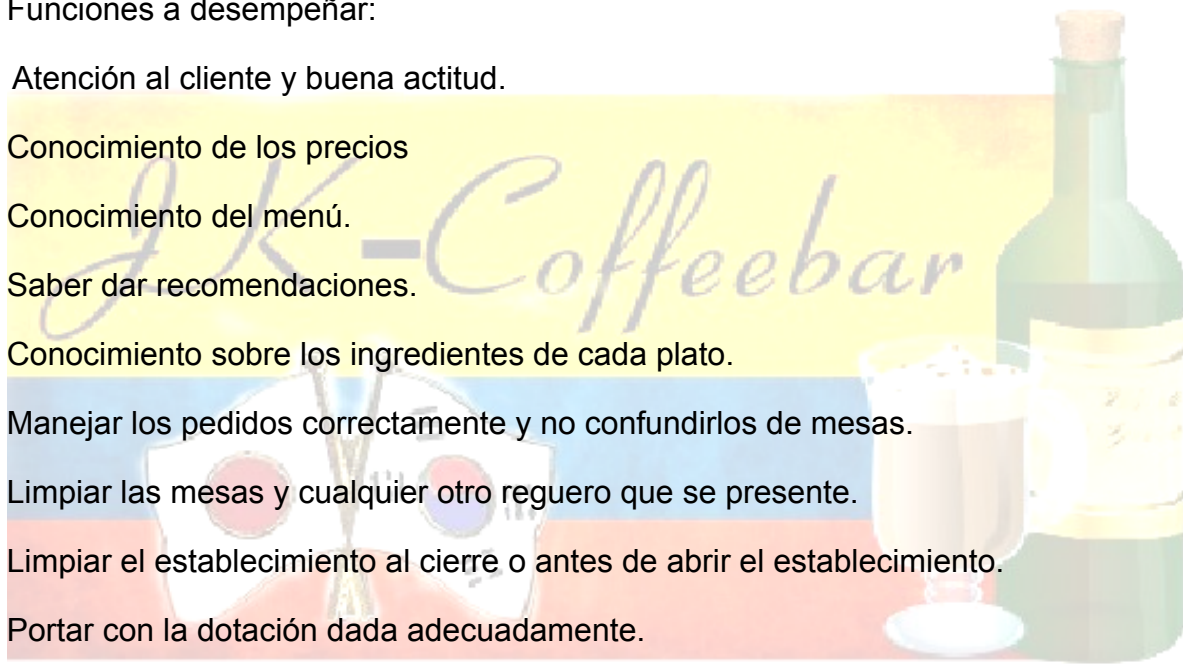 Funciones a desempeñar:
Atención al cliente y buena actitud.
Conocimiento de los precios
Conocimiento del menú.
JK-Coffeebar
Saber dar recomendaciones.
Conocimiento sobre los ingredientes de cada plato.
Manejar los pedidos correctamente y no confundirlos de mesas.
Limpiar las mesas y cualquier otro reguero que se presente.
Limpiar el establecimiento al cierre o antes de abrir el establecimiento.
Portar con la dotación dada adecuadamente.